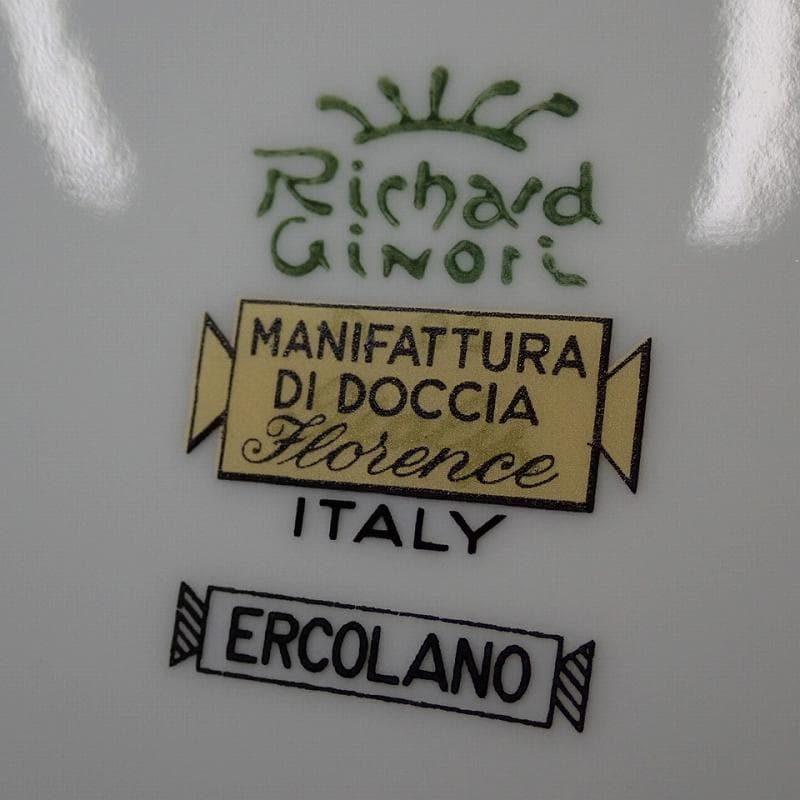 Richard
Ginori
MANIFATTURA
DI DOCCIA
Florence
ITALY
ERCOLANO